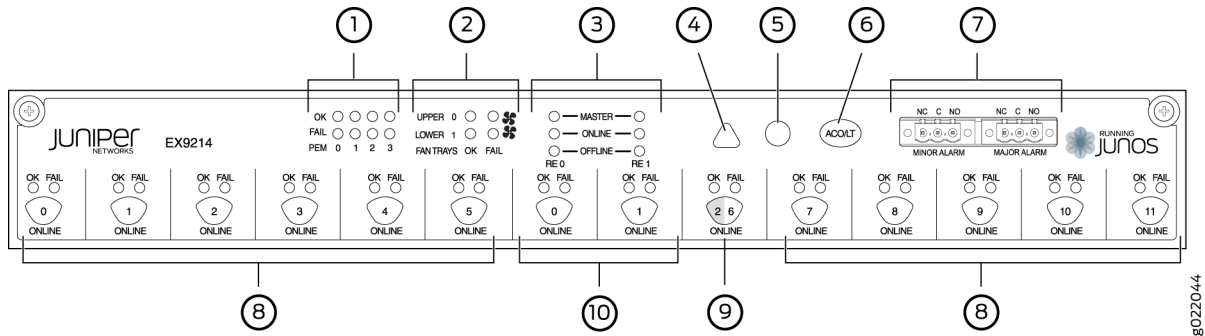 1 2 3 4 5 6 7
JUNIPER
NETWORKS
EX9214
OK
FAIL
PEM 0 1 2 3
UPPER 0
LOWER 1
FAN TRAYS OK FAIL
MASTER
ONLINE
OFFLINE
RE 0 RE 1
ACO/LT
NC C NO
MINOR ALARM
NC C NO
MAJOR ALARM
RUNNING
JUNOS
OK FAIL OK FAIL OK FAIL OK FAIL OK FAIL OK FAIL OK FAIL OK FAIL OK FAIL OK FAIL OK FAIL OK FAIL OK FAIL OK FAIL
0 1 2 3 4 5 0 1 2 6 7 8 9 10 11
ONLINE ONLINE ONLINE ONLINE ONLINE ONLINE ONLINE ONLINE ONLINE ONLINE ONLINE ONLINE ONLINE ONLINE
8 10 9 8
g022044